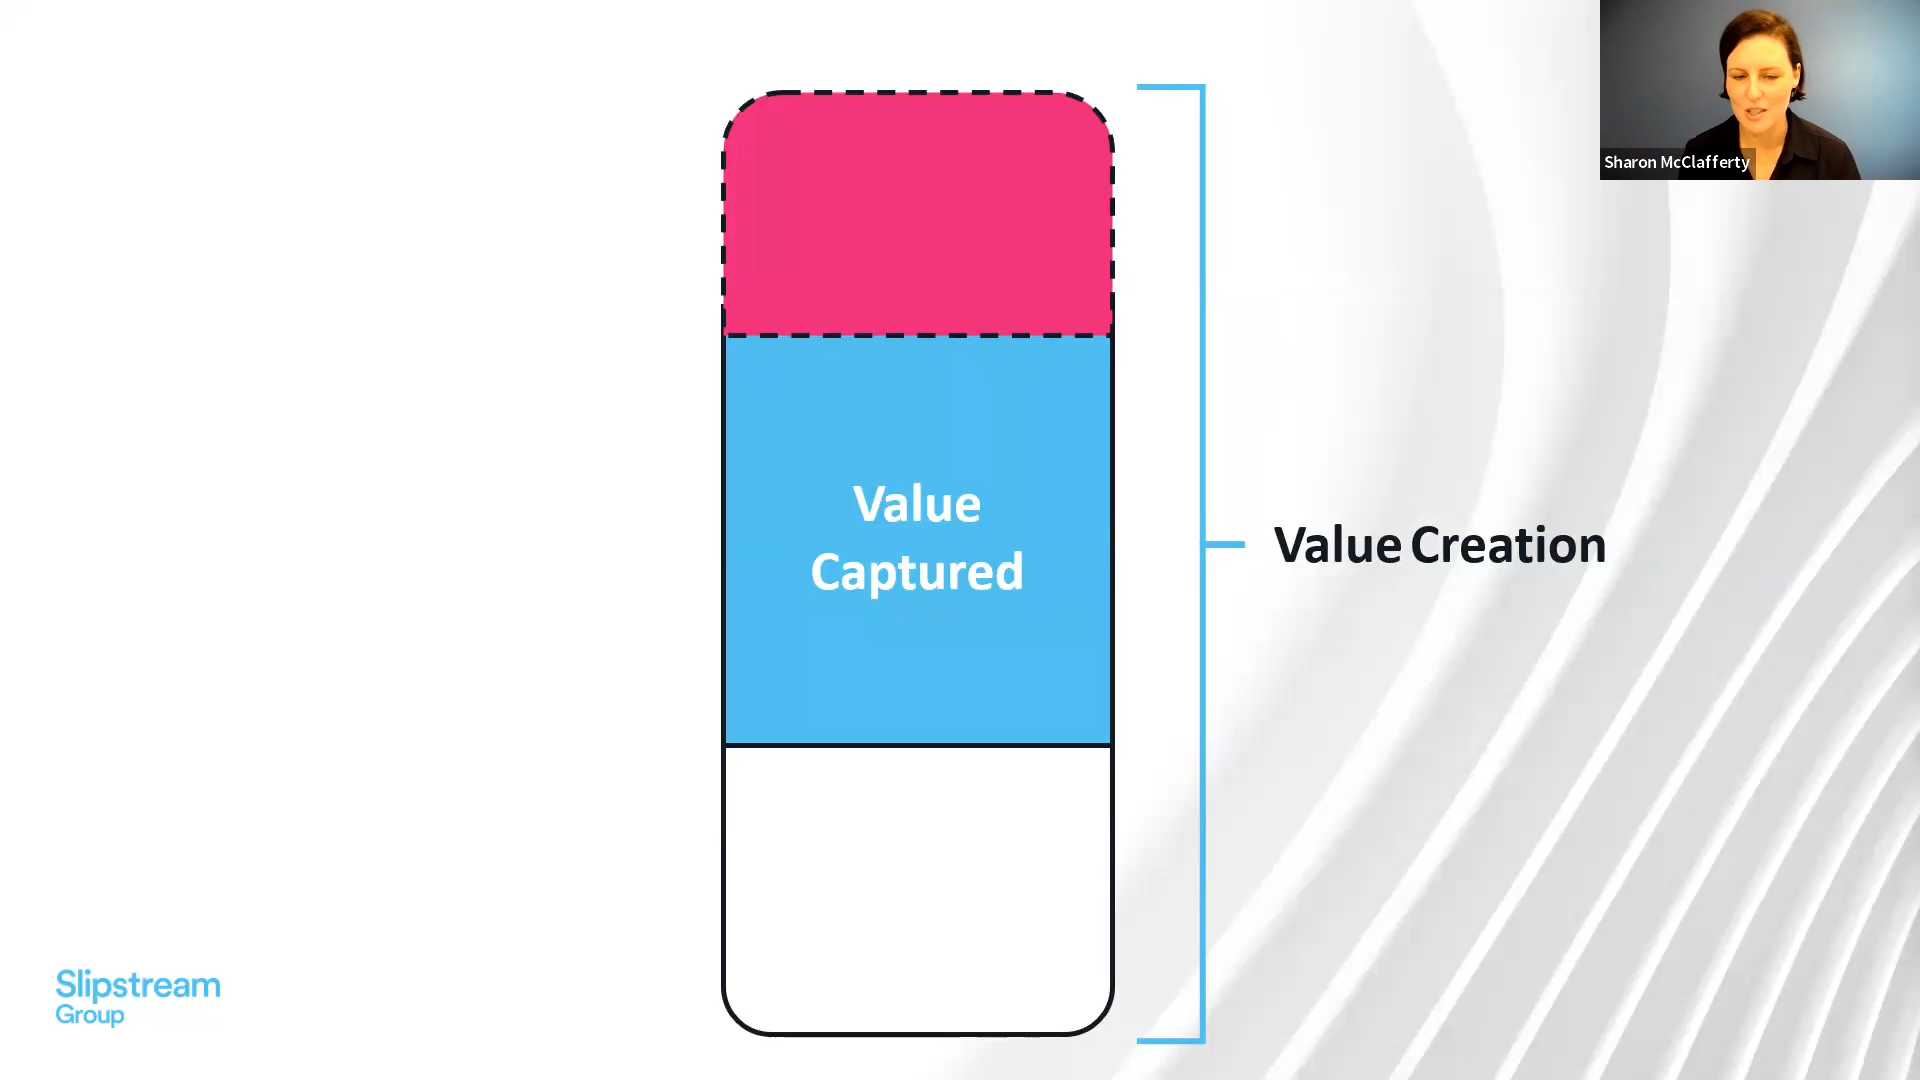 Sharon McClafferty
Value
Captured
Value Creation
Slipstream
Group